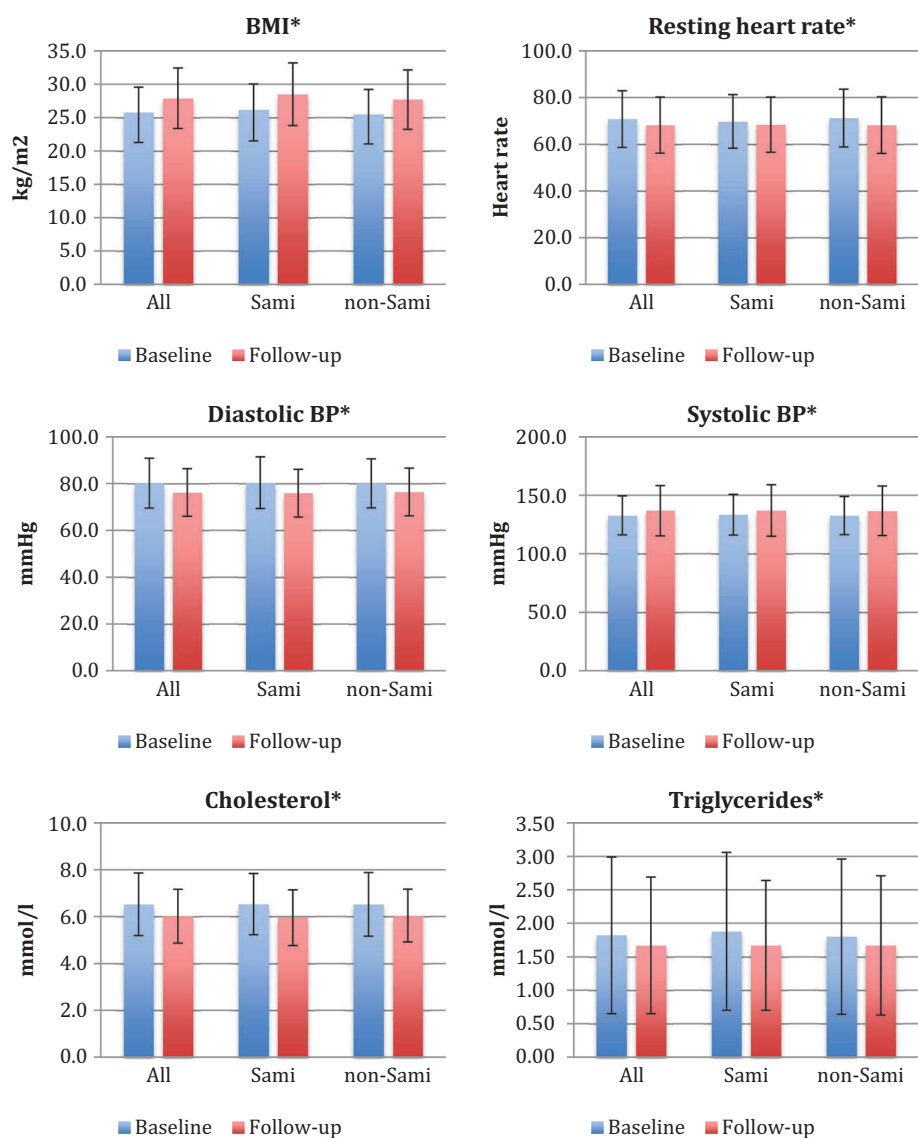 BMI*
kg/m2
35.0
30.0
25.0
20.0
15.0
10.0
5.0
0.0
All Sami non-Sami
Baseline Follow-up
Resting heart rate*
Heart rate
100.0
80.0
60.0
40.0
20.0
0.0
All Sami non-Sami
Baseline Follow-up
Diastolic BP*
mmHg
100.0
80.0
60.0
40.0
20.0
0.0
All Sami non-Sami
Baseline Follow-up
Systolic BP*
mmHg
200.0
150.0
100.0
50.0
0.0
All Sami non-Sami
Baseline Follow-up
Cholesterol*
mmol/l
10.0
8.0
6.0
4.0
2.0
0.0
All Sami non-Sami
Baseline Follow-up
Triglycerides*
mmol/l
3.50
3.00
2.50
2.00
1.50
1.00
0.50
0.00
All Sami non-Sami
Baseline Follow-up